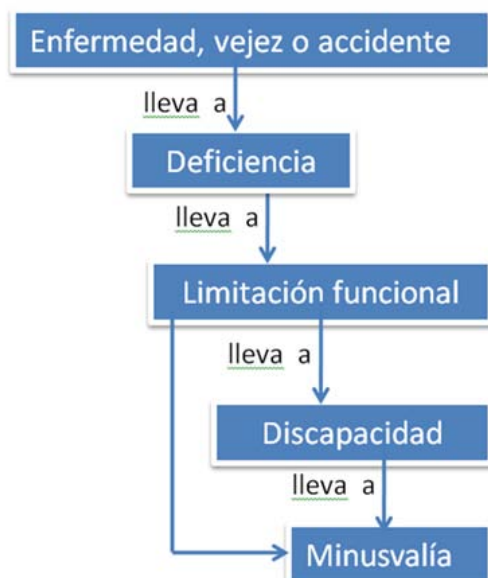 Enfermedad, vejez o accidente
lleva a
Deficiencia
lleva a
Limitación funcional
lleva a
Discapacidad
lleva a
Minusvalía